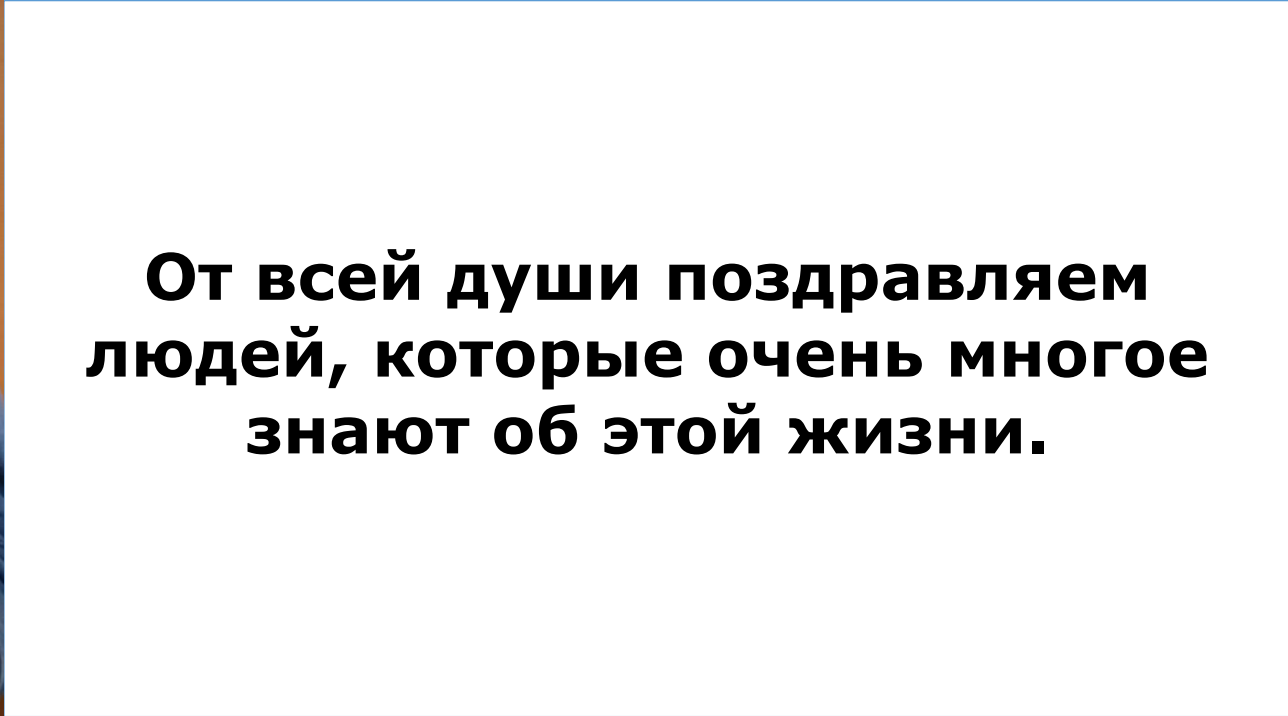 От всей души поздравляем
людей, которые очень многое
знают об этой жизни.